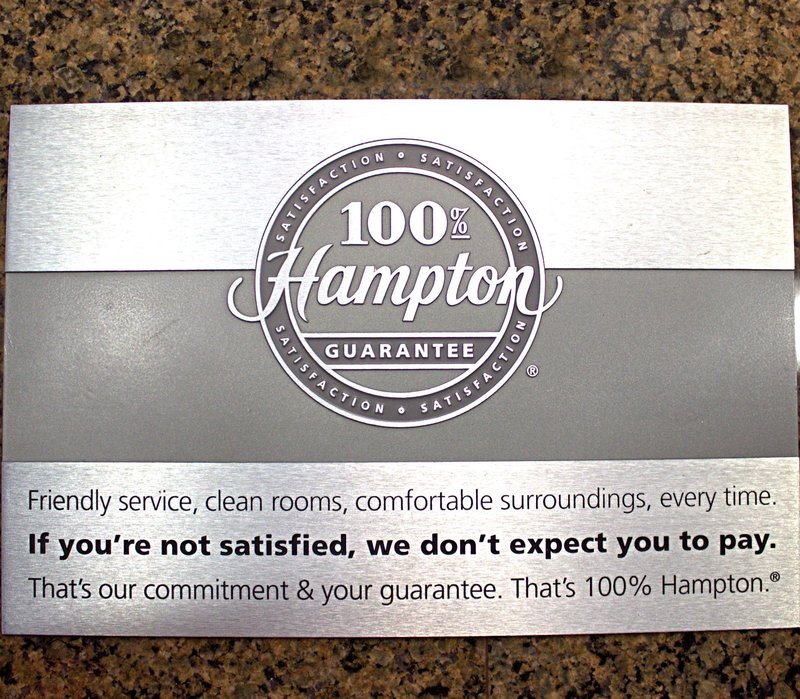 SATISFACTION SATISFACTION
100%
Hampton
GUARANTEE
SATISFACTION SATISFACTION
®
Friendly service, clean rooms, comfortable surroundings, every time.
If you're not satisfied, we don't expect you to pay.
That's our commitment & your guarantee. That's 100% Hampton.®